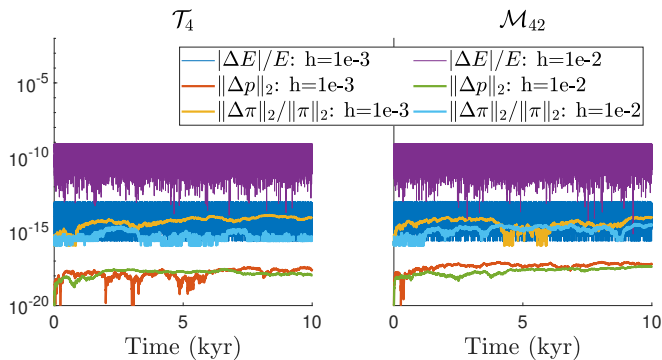 𝒯₄ ℳ₄₂
|ΔE|/E: h=1e-3 |ΔE|/E: h=1e-2
‖Δp‖₂: h=1e-3 ‖Δp‖₂: h=1e-2
‖Δπ‖₂/‖π‖₂: h=1e-3 ‖Δπ‖₂/‖π‖₂: h=1e-2
10⁻⁵
10⁻¹⁰
10⁻¹⁵
10⁻²⁰
0 5 10 0 5 10
Time (kyr) Time (kyr)